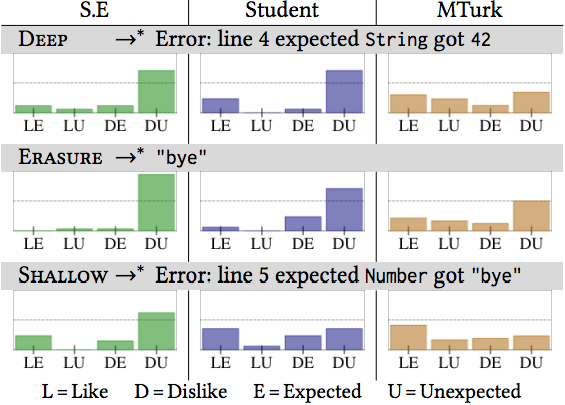 S.E Student MTurk
DEEP →* Error: line 4 expected String got 42
LE LU DE DU LE LU DE DU LE LU DE DU
ERASURE →* "bye"
LE LU DE DU LE LU DE DU LE LU DE DU
SHALLOW →* Error: line 5 expected Number got "bye"
LE LU DE DU LE LU DE DU LE LU DE DU
L = Like D = Dislike E = Expected U = Unexpected